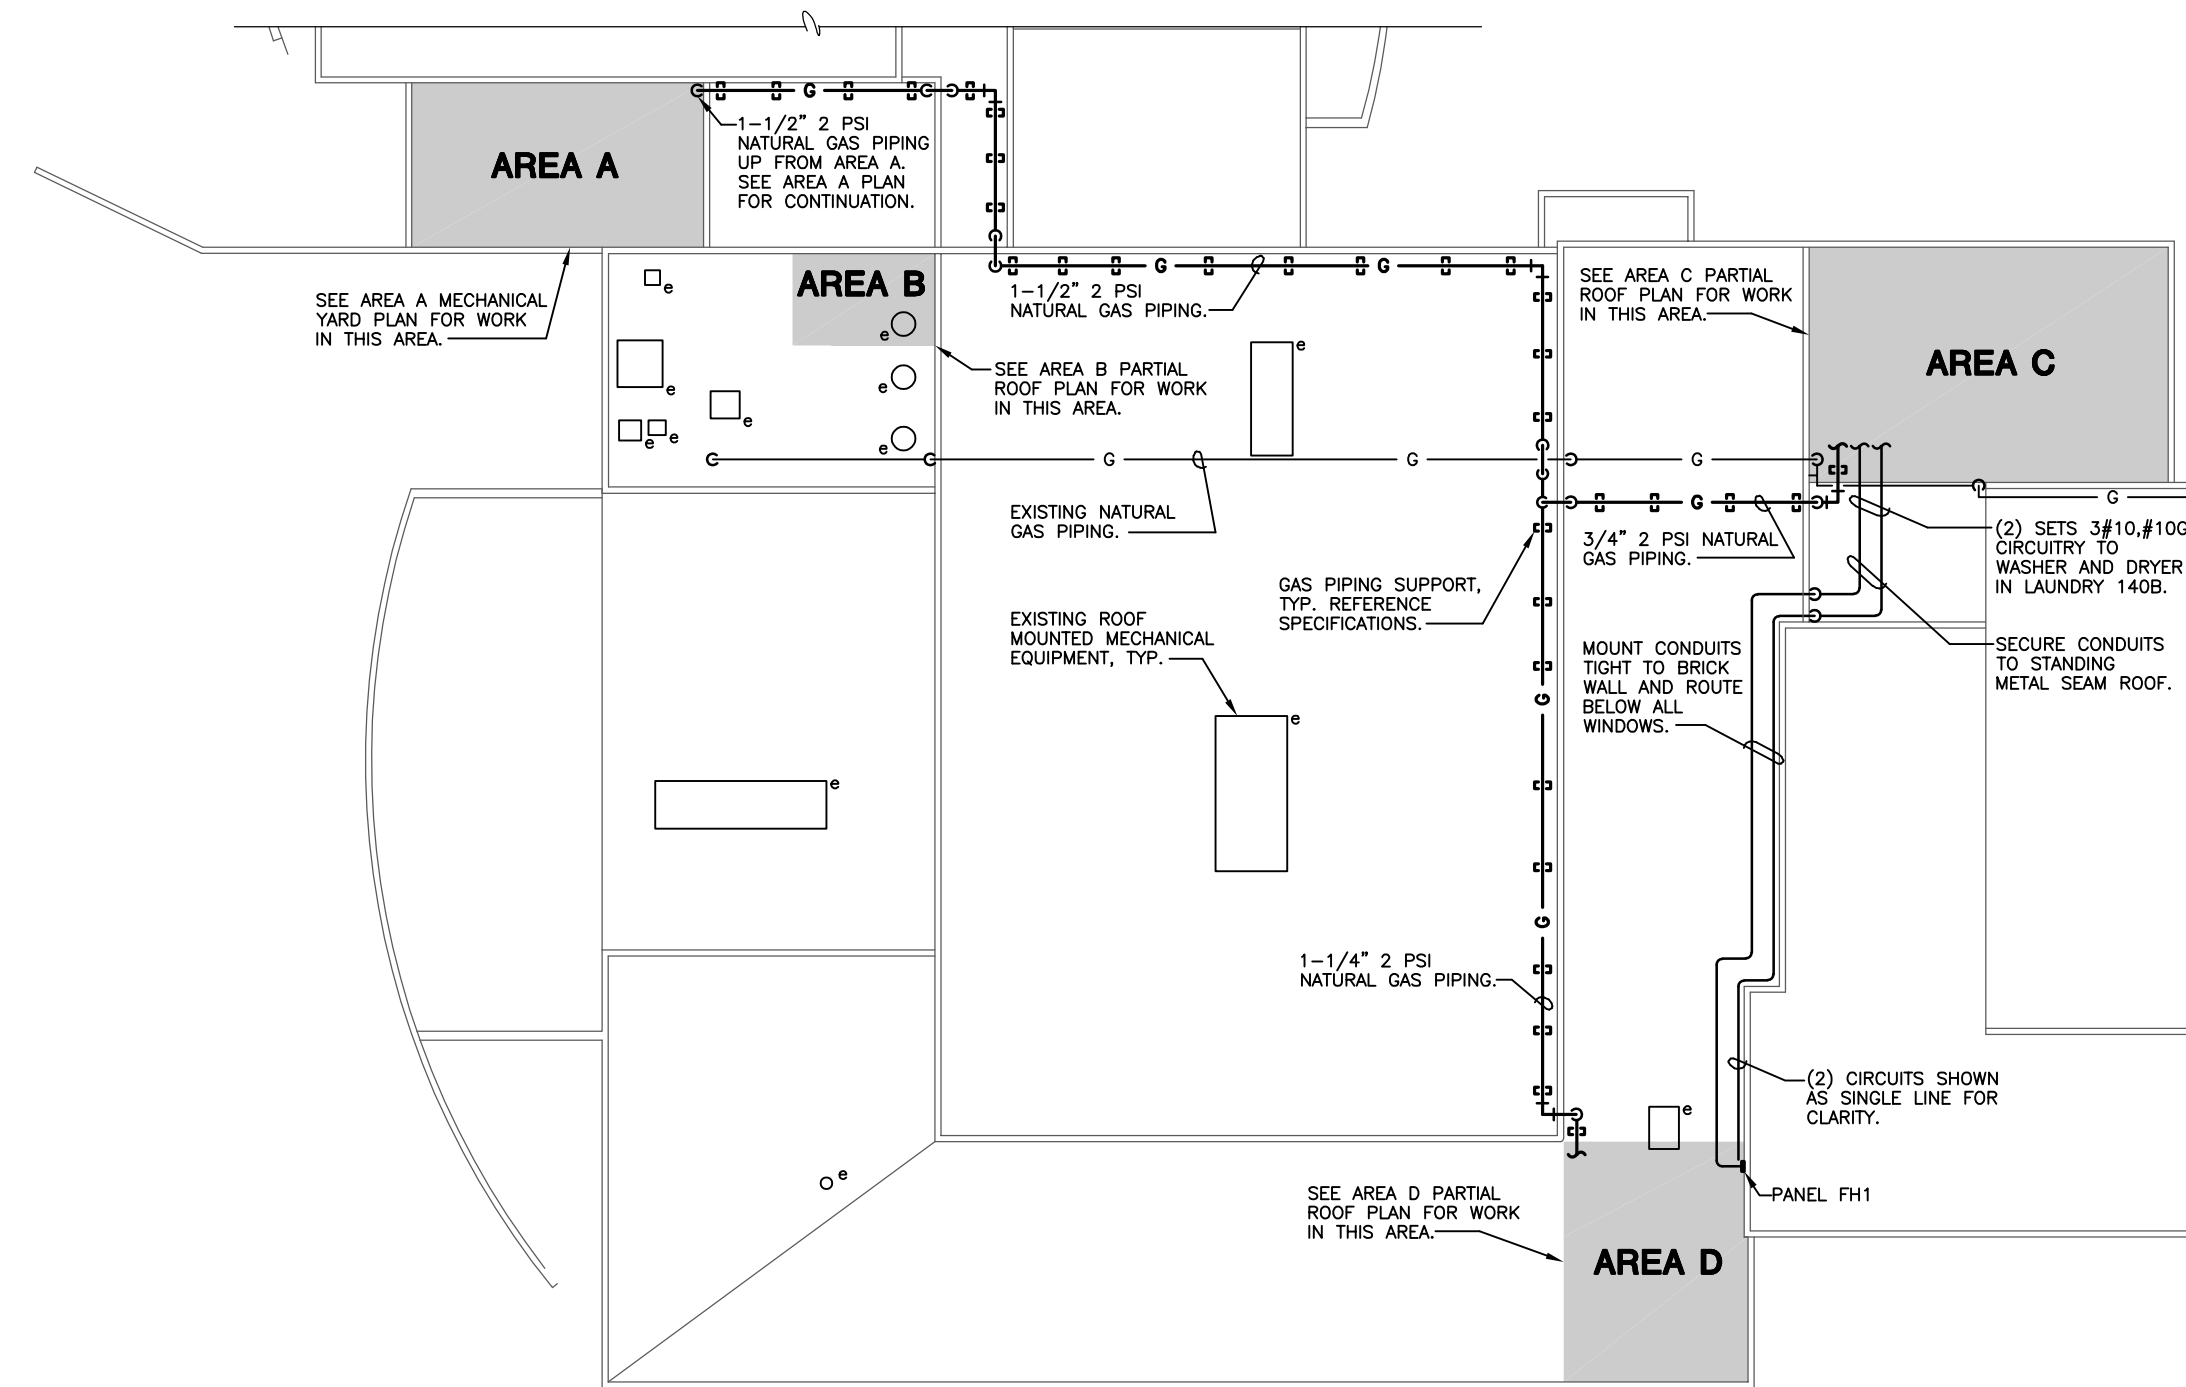 G
1-1/2" 2 PSI
NATURAL GAS PIPING
UP FROM AREA A.
SEE AREA A PLAN
FOR CONTINUATION.
AREA A
SEE AREA A MECHANICAL
YARD PLAN FOR WORK
IN THIS AREA.
AREA B
e
e
e
e
e
e
e
e
SEE AREA B PARTIAL
ROOF PLAN FOR WORK
IN THIS AREA.
G
G
1-1/2" 2 PSI
NATURAL GAS PIPING.
e
SEE AREA C PARTIAL
ROOF PLAN FOR WORK
IN THIS AREA.
AREA C
G
G
G
EXISTING NATURAL
GAS PIPING.
G
3/4" 2 PSI NATURAL
GAS PIPING.
G
(2) SETS 3#10,#10G
CIRCUITRY TO
WASHER AND DRYER
IN LAUNDRY 140B.
GAS PIPING SUPPORT,
TYP. REFERENCE
SPECIFICATIONS.
EXISTING ROOF
MOUNTED MECHANICAL
EQUIPMENT, TYP.
e
MOUNT CONDUITS
TIGHT TO BRICK
WALL AND ROUTE
BELOW ALL
WINDOWS.
SECURE CONDUITS
TO STANDING
METAL SEAM ROOF.
G
e
G
1-1/4" 2 PSI
NATURAL GAS PIPING.
(2) CIRCUITS SHOWN
AS SINGLE LINE FOR
CLARITY.
e
e
PANEL FH1
SEE AREA D PARTIAL
ROOF PLAN FOR WORK
IN THIS AREA.
AREA D